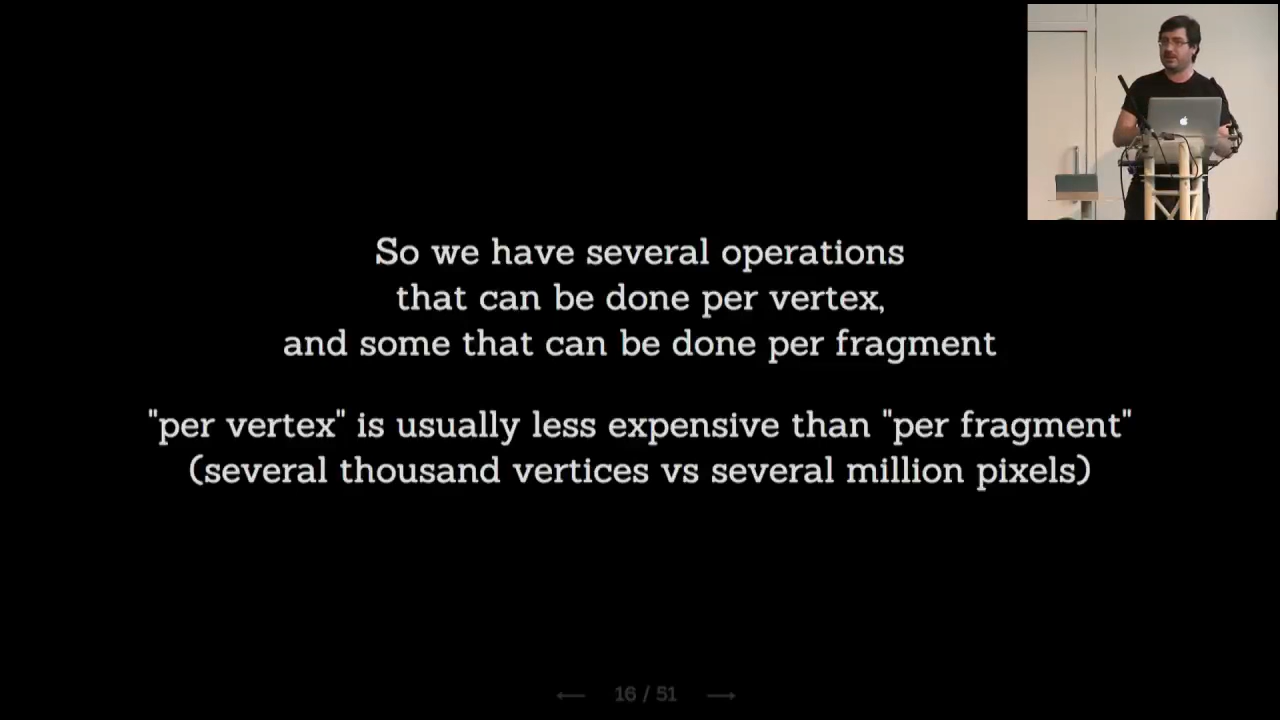 So we have several operations
that can be done per vertex,
and some that can be done per fragment
"per vertex" is usually less expensive than "per fragment"
(several thousand vertices vs several million pixels)
← 16 / 51 →